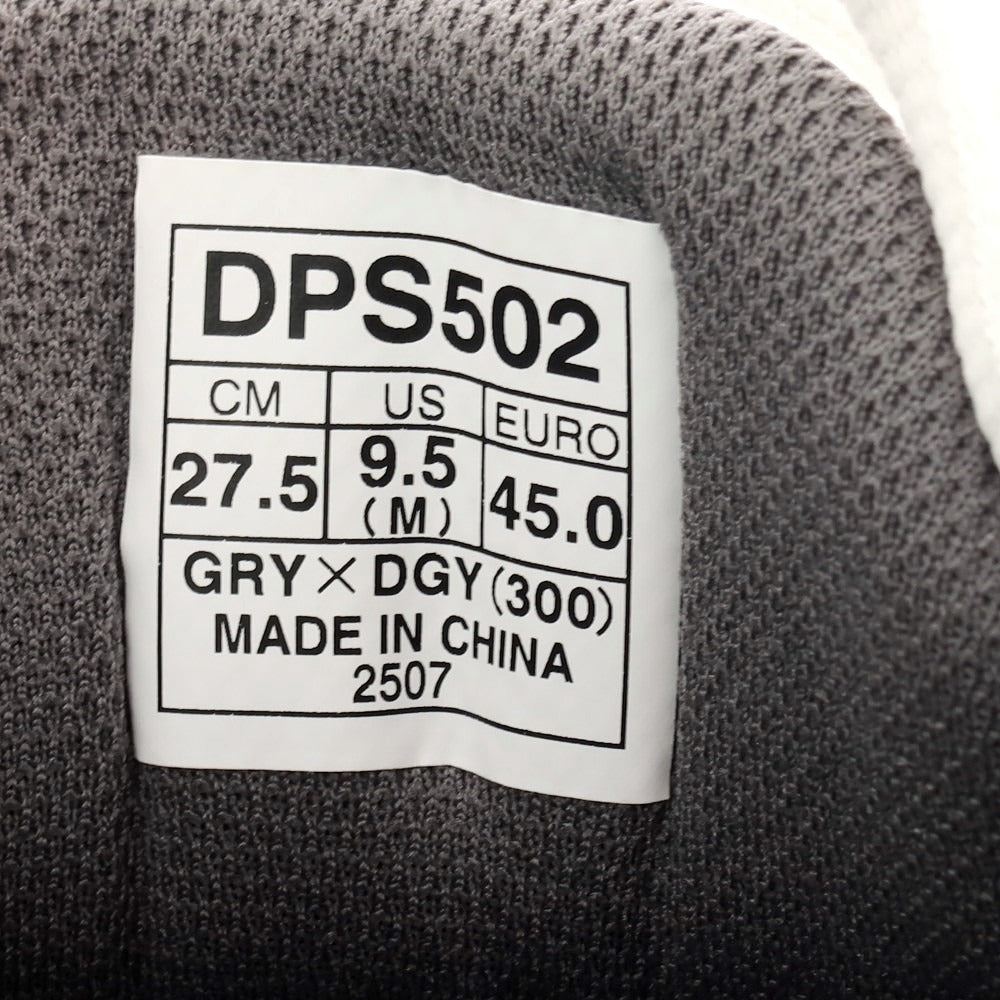 DPS502
CM US EURO
27.5 9.5 (M) 45.0
GRY×DGY(300)
MADE IN CHINA
2507